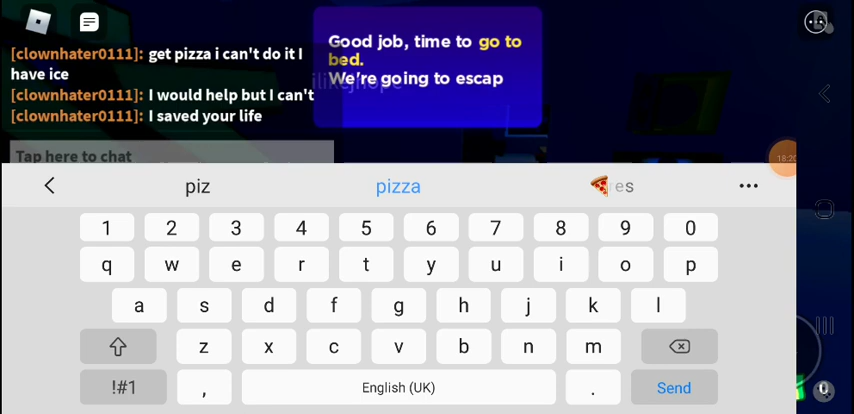 [clownhater0111]: get pizza i can't do it I
have ice
[clownhater0111]: I would help but I can't
[clownhater0111]: I saved your life
Good job, time to go to
bed.
We're going to escap
ilikejhope
Tap here to chat
18:20
piz
pizza
🍕 es
1 2 3 4 5 6 7 8 9 0
q w e r t y u i o p
a s d f g h j k l
z x c v b n m
!#1 , English (UK) . Send